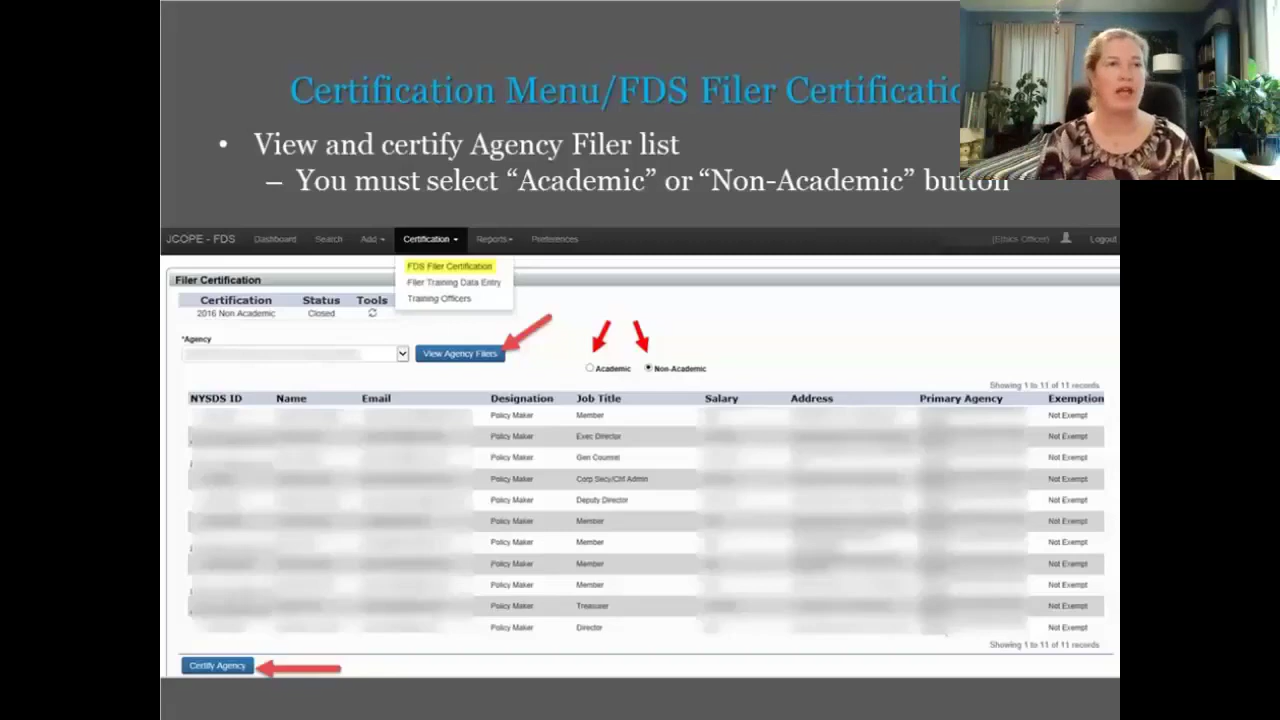 Certification Menu/FDS Filer Certificatio
• View and certify Agency Filer list
– You must select “Academic” or “Non-Academic” button
JCOPE - FDS Dashboard Search Add Certification Reports Preferences [Ethics Officer] Logout
FDS Filer Certification
Filer Training Data Entry
Training Officers
Filer Certification
Certification Status Tools
2016 Non Academic Closed
*Agency
View Agency Filers
Academic Non-Academic
Showing 1 to 11 of 11 records
NYSDS ID Name Email Designation Job Title Salary Address Primary Agency Exemption
Policy Maker Member Not Exempt
Policy Maker Exec Director Not Exempt
Policy Maker Gen Counsel Not Exempt
Policy Maker Corp Secy/Chf Admin Not Exempt
Policy Maker Deputy Director Not Exempt
Policy Maker Member Not Exempt
Policy Maker Member Not Exempt
Policy Maker Member Not Exempt
Policy Maker Member Not Exempt
Policy Maker Treasurer Not Exempt
Policy Maker Director Not Exempt
Showing 1 to 11 of 11 records
Certify Agency